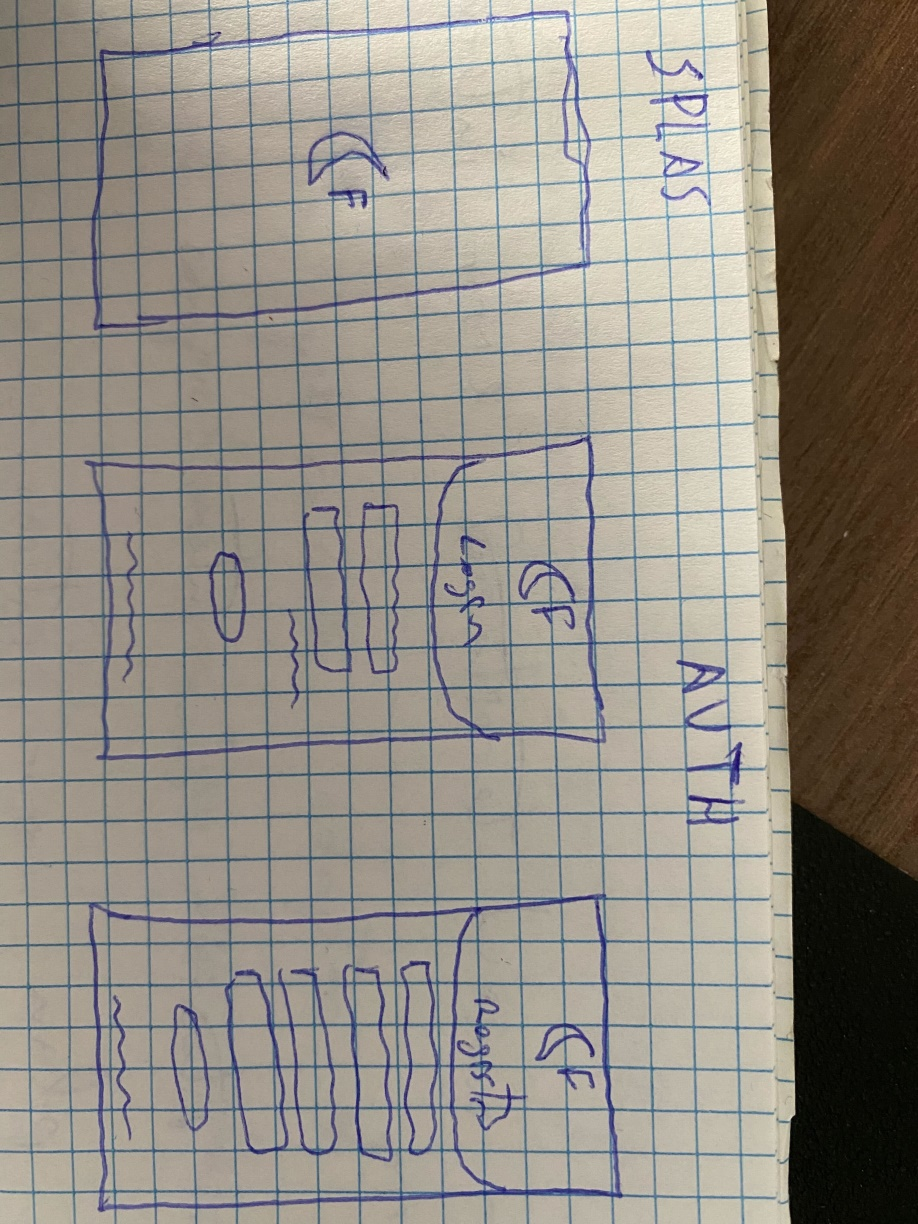 SPLAS
CF
AUTH
CF
Login
CF
Register